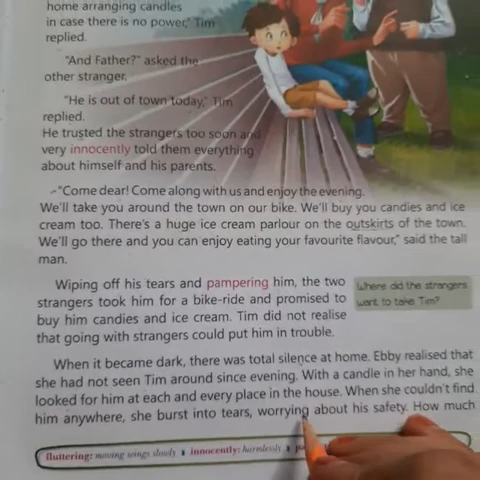 home arranging candles
in case there is no power," Tim
replied.
"And Father?" asked the
other stranger.
"He is out of town today," Tim
replied.
He trusted the strangers too soon and
very innocently told them everything
about himself and his parents.
"Come dear! Come along with us and enjoy the evening.
We'll take you around the town on our bike. We'll buy you candies and ice
cream too. There's a huge ice cream parlour on the outskirts of the town.
We'll go there and you can enjoy eating your favourite flavour," said the tall
man.
Wiping off his tears and pampering him, the two
strangers took him for a bike-ride and promised to
buy him candies and ice cream. Tim did not realise
that going with strangers could put him in trouble.
Where did the strangers
want to take Tim?
When it became dark, there was total silence at home. Ebby realised that
she had not seen Tim around since evening. With a candle in her hand, she
looked for him at each and every place in the house. When she couldn't find
him anywhere, she burst into tears, worrying about his safety. How much
fluttering: moving wings slowly innocently: harmlessly